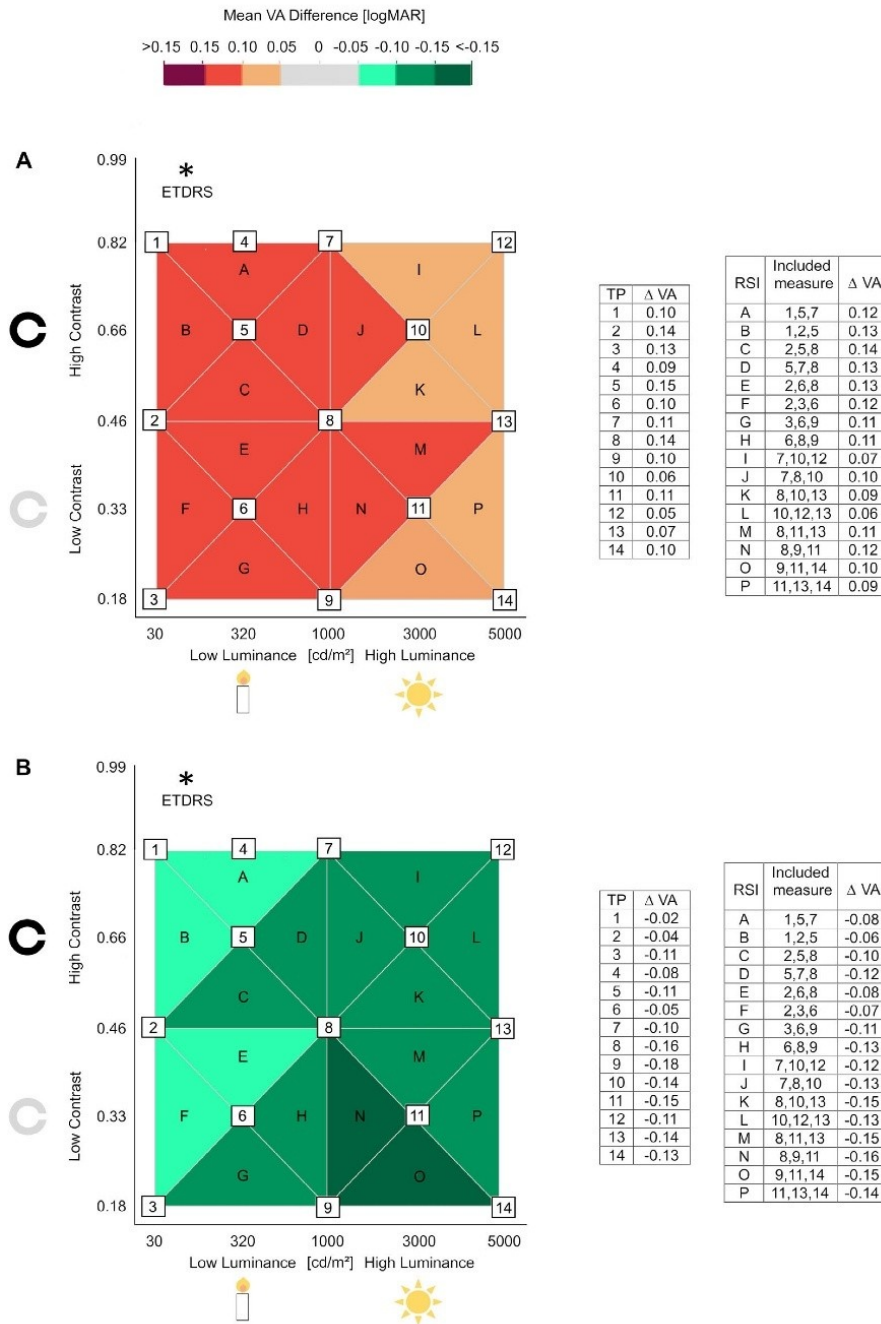 Mean VA Difference [logMAR]
>0.15 0.15 0.10 0.05 0 -0.05 -0.10 -0.15 <-0.15
A
0.99
*
ETDRS
0.82
1 4 7 12
A I
High Contrast
0.66
B 5 D J 10 L
C K
0.46
2 8 13
E M
Low Contrast
0.33
F 6 H N 11 P
G O
0.18
3 9 14
30 320 1000 3000 5000
Low Luminance [cd/m²] High Luminance
TP Δ VA
1 0.10
2 0.14
3 0.13
4 0.09
5 0.15
6 0.10
7 0.11
8 0.14
9 0.10
10 0.06
11 0.11
12 0.05
13 0.07
14 0.10
RSI Included measure Δ VA
A 1,5,7 0.12
B 1,2,5 0.13
C 2,5,8 0.14
D 5,7,8 0.13
E 2,6,8 0.13
F 2,3,6 0.12
G 3,6,9 0.11
H 6,8,9 0.11
I 7,10,12 0.07
J 7,8,10 0.10
K 8,10,13 0.09
L 10,12,13 0.06
M 8,11,13 0.11
N 8,9,11 0.12
O 9,11,14 0.10
P 11,13,14 0.09
B
0.99
*
ETDRS
0.82
1 4 7 12
A I
High Contrast
0.66
B 5 D J 10 L
C K
0.46
2 8 13
E M
Low Contrast
0.33
F 6 H N 11 P
G O
0.18
3 9 14
30 320 1000 3000 5000
Low Luminance [cd/m²] High Luminance
TP Δ VA
1 -0.02
2 -0.04
3 -0.11
4 -0.08
5 -0.11
6 -0.05
7 -0.10
8 -0.16
9 -0.18
10 -0.14
11 -0.15
12 -0.11
13 -0.14
14 -0.13
RSI Included measure Δ VA
A 1,5,7 -0.08
B 1,2,5 -0.06
C 2,5,8 -0.10
D 5,7,8 -0.12
E 2,6,8 -0.08
F 2,3,6 -0.07
G 3,6,9 -0.11
H 6,8,9 -0.13
I 7,10,12 -0.12
J 7,8,10 -0.13
K 8,10,13 -0.15
L 10,12,13 -0.13
M 8,11,13 -0.15
N 8,9,11 -0.16
O 9,11,14 -0.15
P 11,13,14 -0.14